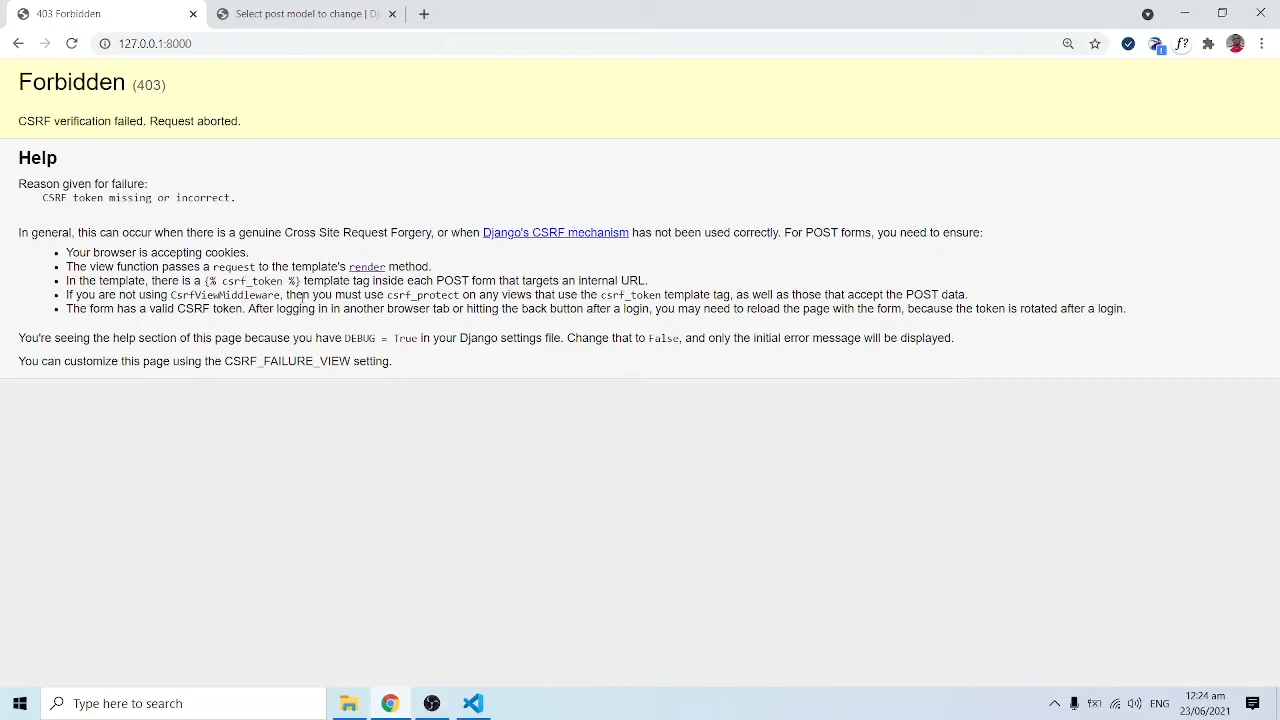 403 Forbidden
Select post model to change | Dj
127.0.0.1:8000
f?
1
Forbidden (403)
CSRF verification failed. Request aborted.
Help
Reason given for failure:
CSRF token missing or incorrect.
In general, this can occur when there is a genuine Cross Site Request Forgery, or when Django's CSRF mechanism has not been used correctly. For POST forms, you need to ensure:
• Your browser is accepting cookies.
• The view function passes a request to the template's render method.
• In the template, there is a {% csrf_token %} template tag inside each POST form that targets an internal URL.
• If you are not using CsrfViewMiddleware, then you must use csrf_protect on any views that use the csrf_token template tag, as well as those that accept the POST data.
• The form has a valid CSRF token. After logging in in another browser tab or hitting the back button after a login, you may need to reload the page with the form, because the token is rotated after a login.
You're seeing the help section of this page because you have DEBUG = True in your Django settings file. Change that to False, and only the initial error message will be displayed.
You can customize this page using the CSRF_FAILURE_VIEW setting.
Type here to search
ENG
12:24 am
23/06/2021